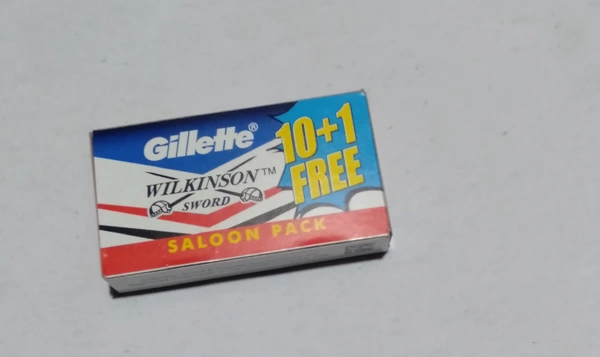 Gillette®
10+1
FREE
WILKINSON™
SWORD
SALOON PACK